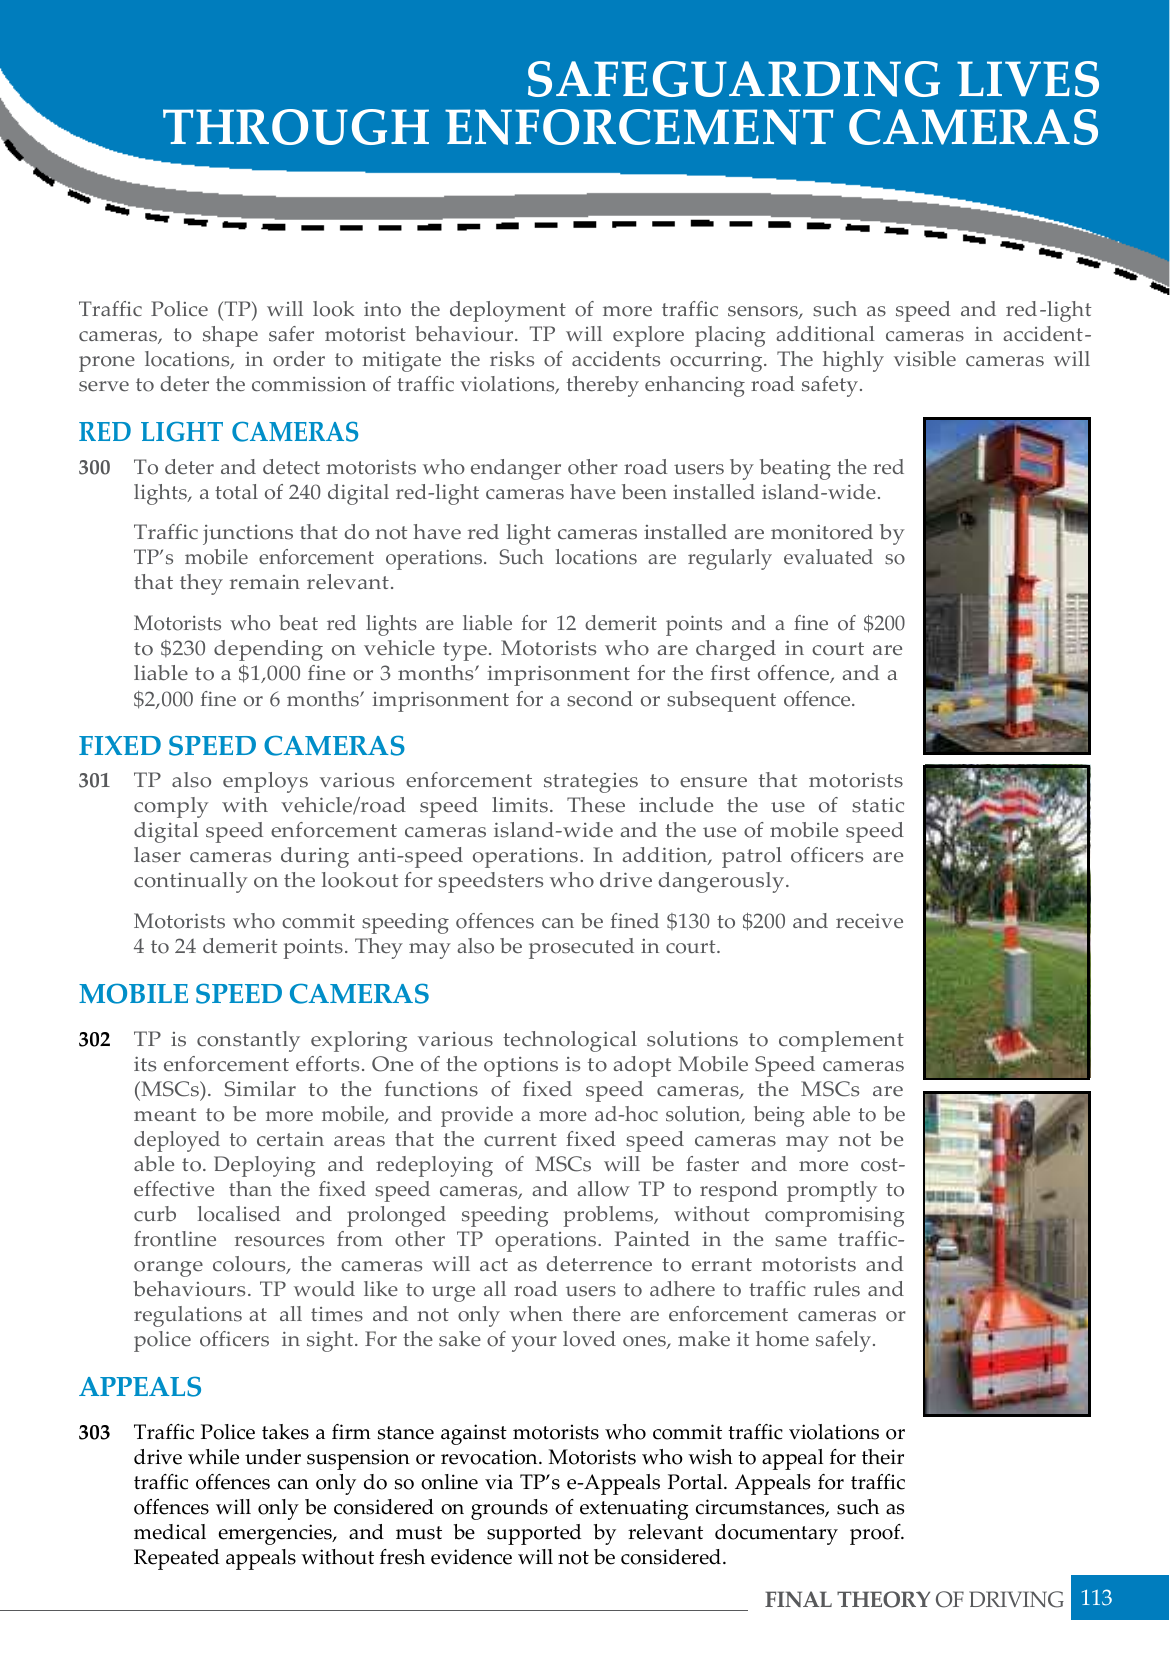 SAFEGUARDING LIVES
THROUGH ENFORCEMENT CAMERAS
Traffic Police (TP) will look into the deployment of more traffic sensors, such as speed and red-light
cameras, to shape safer motorist behaviour. TP will explore placing additional cameras in accident-
prone locations, in order to mitigate the risks of accidents occurring. The highly visible cameras will
serve to deter the commission of traffic violations, thereby enhancing road safety.
RED LIGHT CAMERAS
300 To deter and detect motorists who endanger other road users by beating the red
lights, a total of 240 digital red-light cameras have been installed island-wide.
Traffic junctions that do not have red light cameras installed are monitored by
TP’s mobile enforcement operations. Such locations are regularly evaluated so
that they remain relevant.
Motorists who beat red lights are liable for 12 demerit points and a fine of $200
to $230 depending on vehicle type. Motorists who are charged in court are
liable to a $1,000 fine or 3 months’ imprisonment for the first offence, and a
$2,000 fine or 6 months’ imprisonment for a second or subsequent offence.
FIXED SPEED CAMERAS
301 TP also employs various enforcement strategies to ensure that motorists
comply with vehicle/road speed limits. These include the use of static
digital speed enforcement cameras island-wide and the use of mobile speed
laser cameras during anti-speed operations. In addition, patrol officers are
continually on the lookout for speedsters who drive dangerously.
Motorists who commit speeding offences can be fined $130 to $200 and receive
4 to 24 demerit points. They may also be prosecuted in court.
MOBILE SPEED CAMERAS
302 TP is constantly exploring various technological solutions to complement
its enforcement efforts. One of the options is to adopt Mobile Speed cameras
(MSCs). Similar to the functions of fixed speed cameras, the MSCs are
meant to be more mobile, and provide a more ad-hoc solution, being able to be
deployed to certain areas that the current fixed speed cameras may not be
able to. Deploying and redeploying of MSCs will be faster and more cost-
effective than the fixed speed cameras, and allow TP to respond promptly to
curb localised and prolonged speeding problems, without compromising
frontline resources from other TP operations. Painted in the same traffic-
orange colours, the cameras will act as deterrence to errant motorists and
behaviours. TP would like to urge all road users to adhere to traffic rules and
regulations at all times and not only when there are enforcement cameras or
police officers in sight. For the sake of your loved ones, make it home safely.
APPEALS
303 Traffic Police takes a firm stance against motorists who commit traffic violations or
drive while under suspension or revocation. Motorists who wish to appeal for their
traffic offences can only do so online via TP’s e-Appeals Portal. Appeals for traffic
offences will only be considered on grounds of extenuating circumstances, such as
medical emergencies, and must be supported by relevant documentary proof.
Repeated appeals without fresh evidence will not be considered.
FINAL THEORY OF DRIVING 113